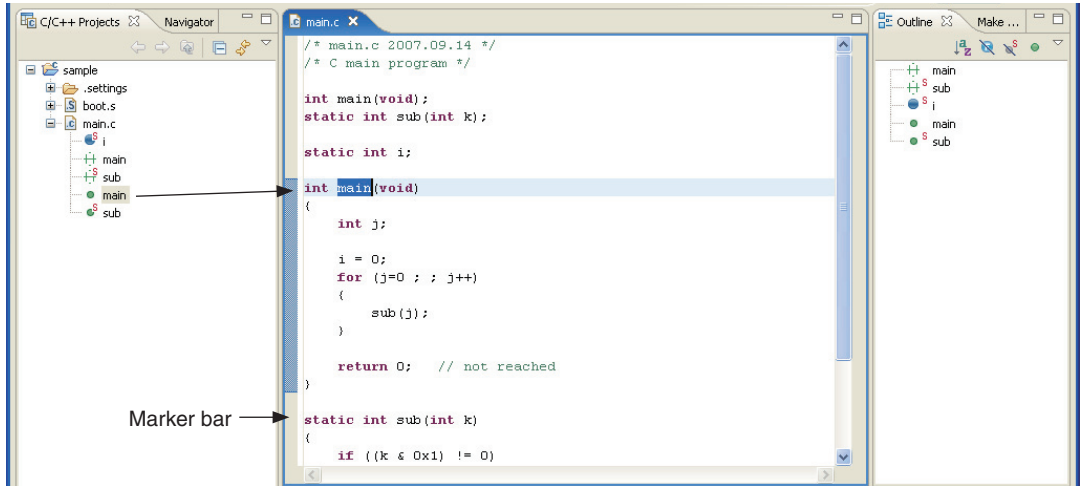 C/C++ Projects Navigator
sample
.settings
boot.s
main.c
S i
main
S sub
main
S sub
main.c
/* main.c 2007.09.14 */
/* C main program */
int main(void);
static int sub(int k);
static int i;
int main(void)
{
int j;
i = 0;
for (j=0 ; ; j++)
{
sub(j);
}
return 0; // not reached
}
static int sub(int k)
{
if ((k & 0x1) != 0)
Marker bar
Outline Make ...
main
S sub
S i
main
S sub